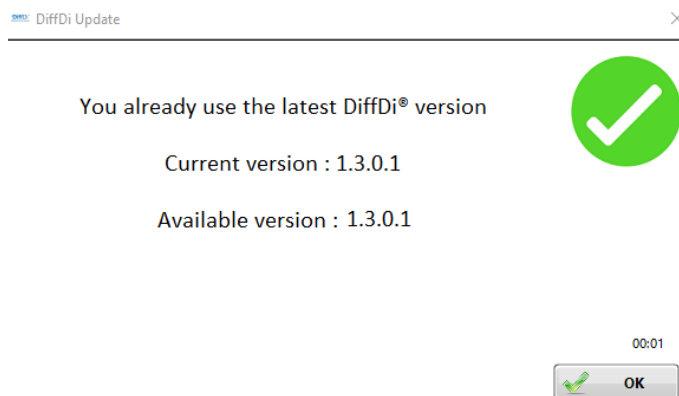 DiffDi Update
You already use the latest DiffDi® version
Current version : 1.3.0.1
Available version : 1.3.0.1
00:01
OK